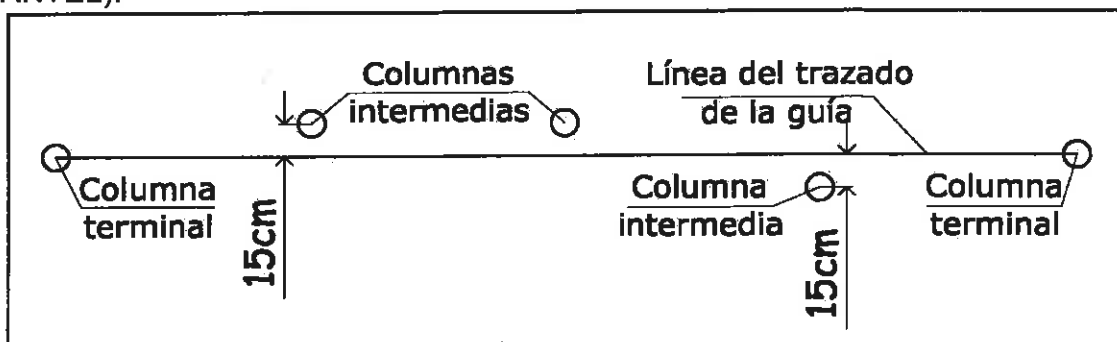 Columnas
intermedias
Línea del trazado
de la guía
Columna
terminal
15cm
Columna
intermedia
15cm
Columna
terminal